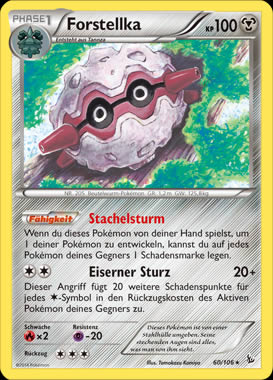 PHASE 1
Forstellka
KP100
Entsteht aus Tannza
NR. 205 Beutelwurm-Pokémon GR. 1,2 m GW. 125,8kg
Fähigkeit Stachelsturm
Wenn du dieses Pokémon von deiner Hand spielst, um
1 deiner Pokémon zu entwickeln, kannst du auf jedes
Pokémon deines Gegners 1 Schadensmarke legen.
Eiserner Sturz 20+
Dieser Angriff fügt 20 weitere Schadenspunkte für
jedes -Symbol in den Rückzugskosten des Aktiven
Pokémon deines Gegners zu.
Schwäche
×2
Resistenz
-20
Rückzug
Dieses Pokémon ist von einer
Stahlhülle umgeben. Seine
stechenden Augen sind alles,
was man von ihm sieht.
Illus. Tomokazu Komiya
60/106
©2014 Pokémon